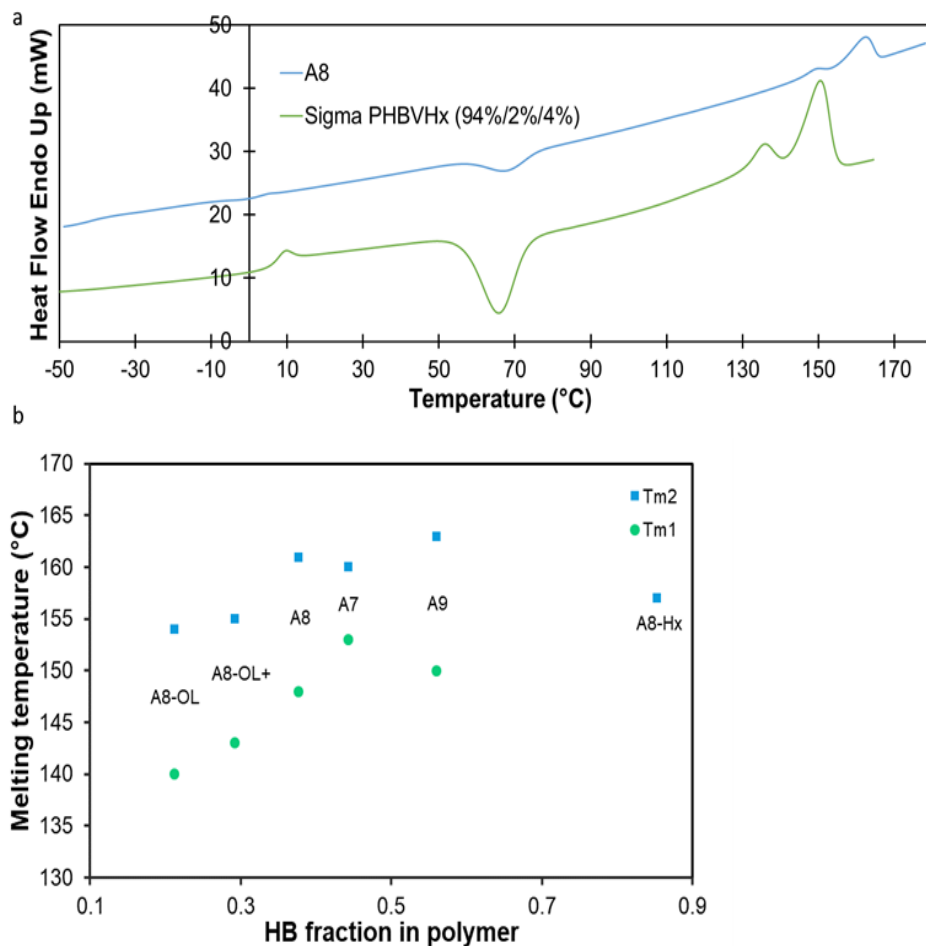 a
Heat Flow Endo Up (mW)
50
40
30
20
10
0
A8
Sigma PHBVHx (94%/2%/4%)
-50 -30 -10 10 30 50 70 90 110 130 150 170
Temperature (°C)
b
Melting temperature (°C)
170
165
160
155
150
145
140
135
130
Tm2
Tm1
A8-OL
A8-OL+
A8
A7
A9
A8-Hx
0.1 0.3 0.5 0.7 0.9
HB fraction in polymer